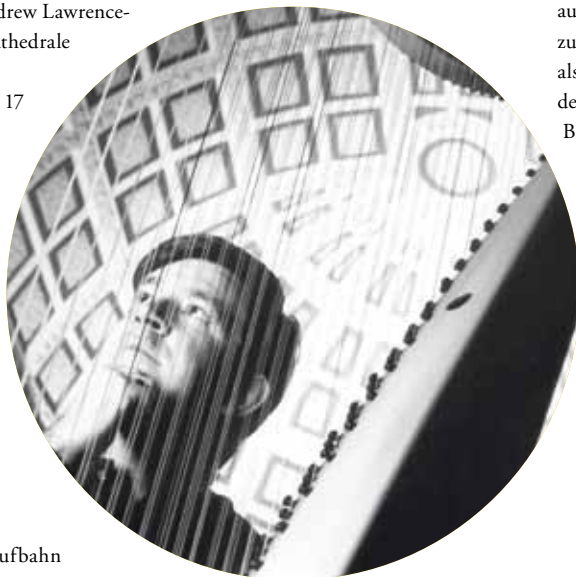 drew Lawrence-
thedrale
17
ufbahn
au
zu
als
de
B